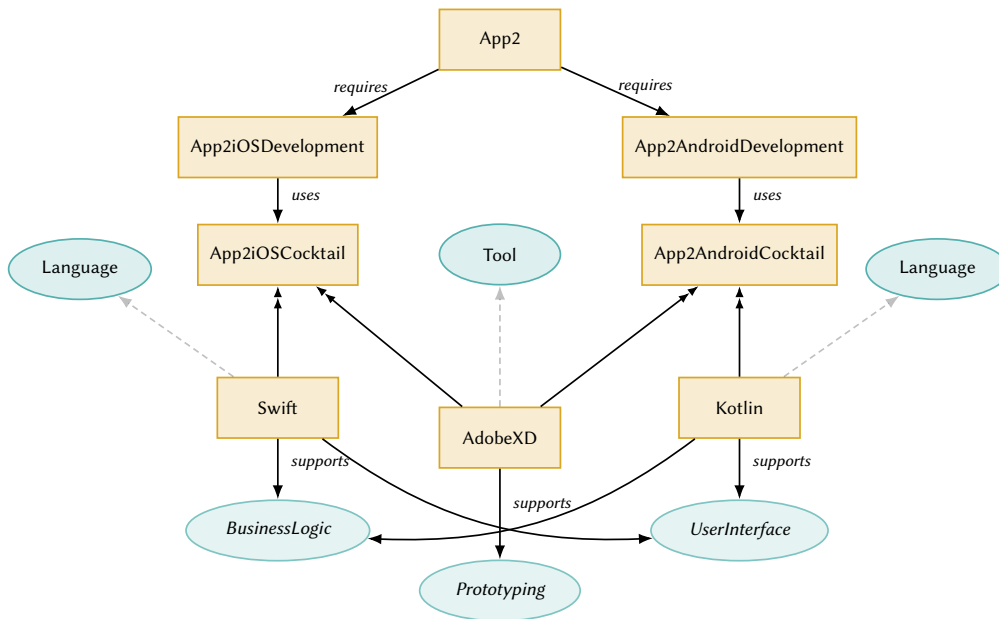 App2
requires
requires
App2iOSDevelopment
App2AndroidDevelopment
uses
uses
App2iOSCocktail
Tool
App2AndroidCocktail
Language
Language
Swift
Kotlin
AdobeXD
supports
supports
supports
BusinessLogic
UserInterface
Prototyping